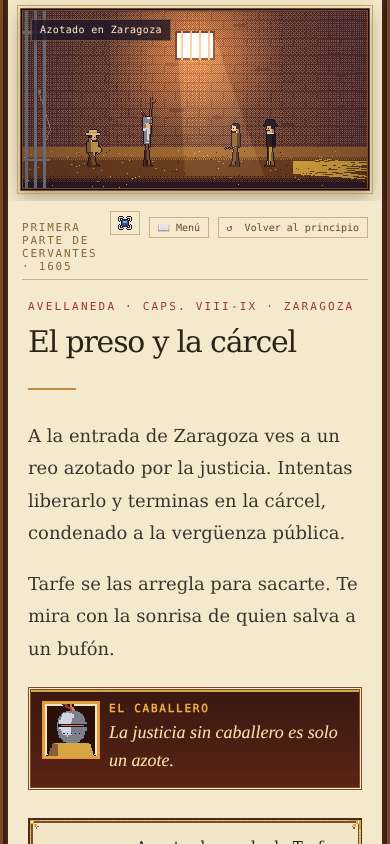 Azotado en Zaragoza
PRIMERA
PARTE DE
CERVANTES
· 1605
📖 Menú
↺ Volver al principio
AVELLANEDA · CAPS. VIII-IX · ZARAGOZA
El preso y la cárcel
A la entrada de Zaragoza ves a un
reo azotado por la justicia. Intentas
liberarlo y terminas en la cárcel,
condenado a la vergüenza pública.
Tarfe se las arregla para sacarte. Te
mira con la sonrisa de quien salva a
un bufón.
EL CABALLERO
La justicia sin caballero es solo
un azote.